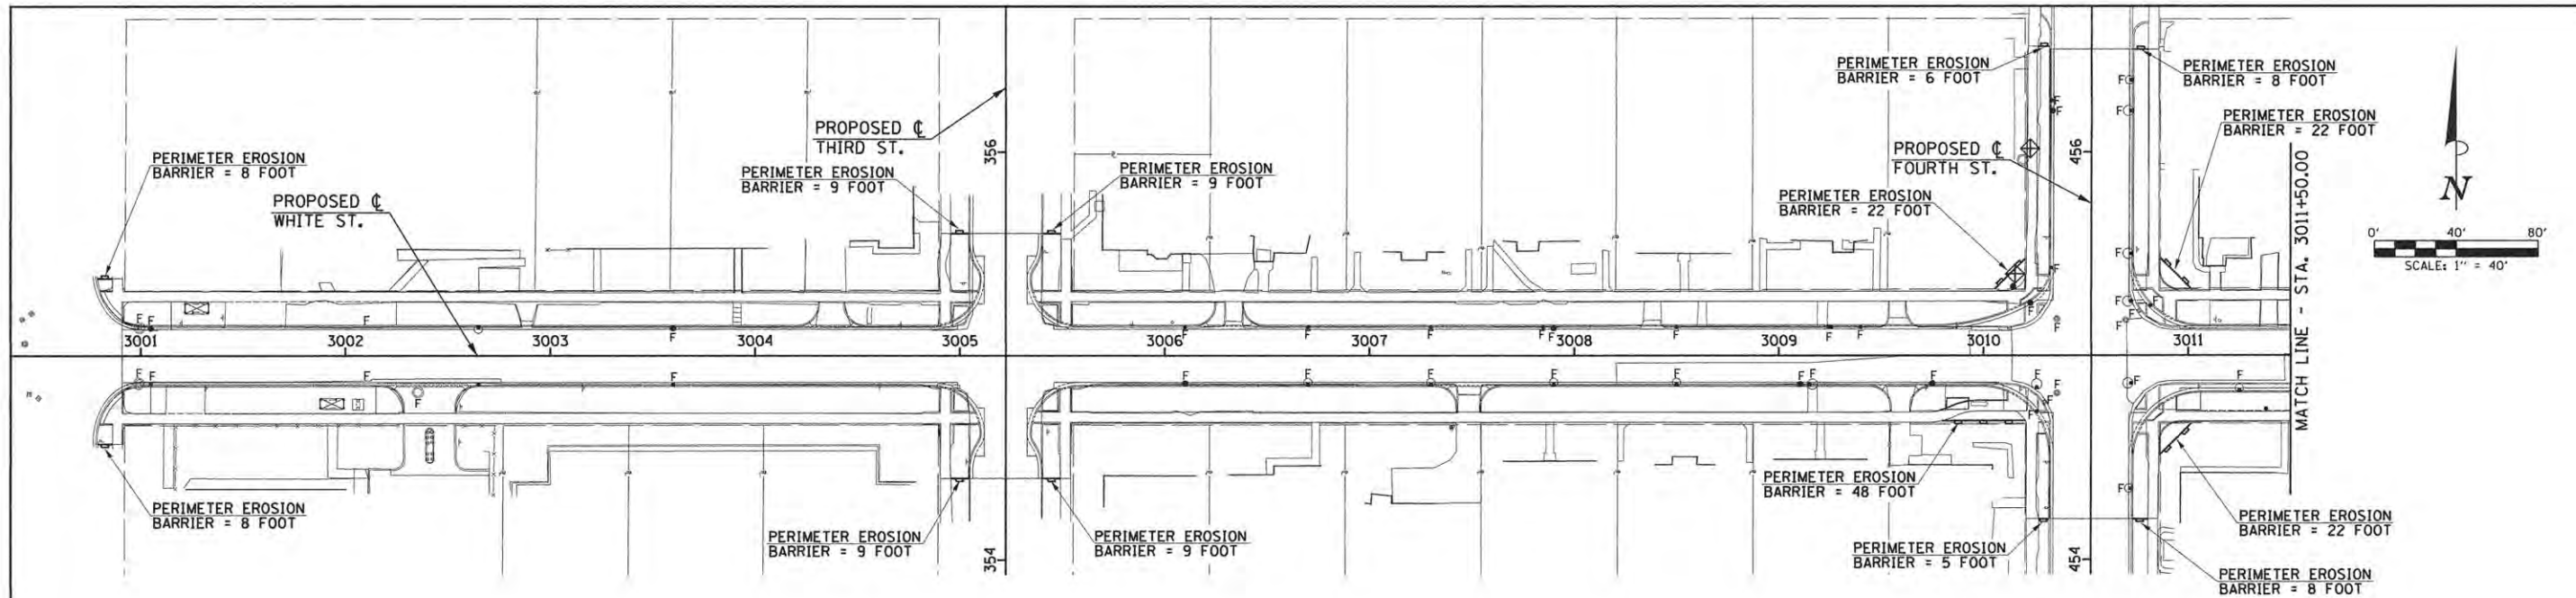 PERIMETER EROSION
BARRIER = 6 FOOT
PERIMETER EROSION
BARRIER = 8 FOOT
PERIMETER EROSION
BARRIER = 22 FOOT
PROPOSED ℄
THIRD ST.
356
PROPOSED ℄
FOURTH ST.
456
PERIMETER EROSION
BARRIER = 8 FOOT
PERIMETER EROSION
BARRIER = 9 FOOT
PERIMETER EROSION
BARRIER = 9 FOOT
PERIMETER EROSION
BARRIER = 22 FOOT
PROPOSED ℄
WHITE ST.
N
0' 40' 80'
SCALE: 1" = 40'
MATCH LINE - STA. 3011+50.00
F F F F F F F F F F F F F
F F F F F F F
3001 3002 3003 3004 3005 3006 3007 3008 3009 3010 3011
F F F F F F F F F F F F F F F F
F F F F
PERIMETER EROSION
BARRIER = 48 FOOT
PERIMETER EROSION
BARRIER = 8 FOOT
PERIMETER EROSION
BARRIER = 9 FOOT
PERIMETER EROSION
BARRIER = 9 FOOT
354
PERIMETER EROSION
BARRIER = 5 FOOT
454
PERIMETER EROSION
BARRIER = 22 FOOT
PERIMETER EROSION
BARRIER = 8 FOOT